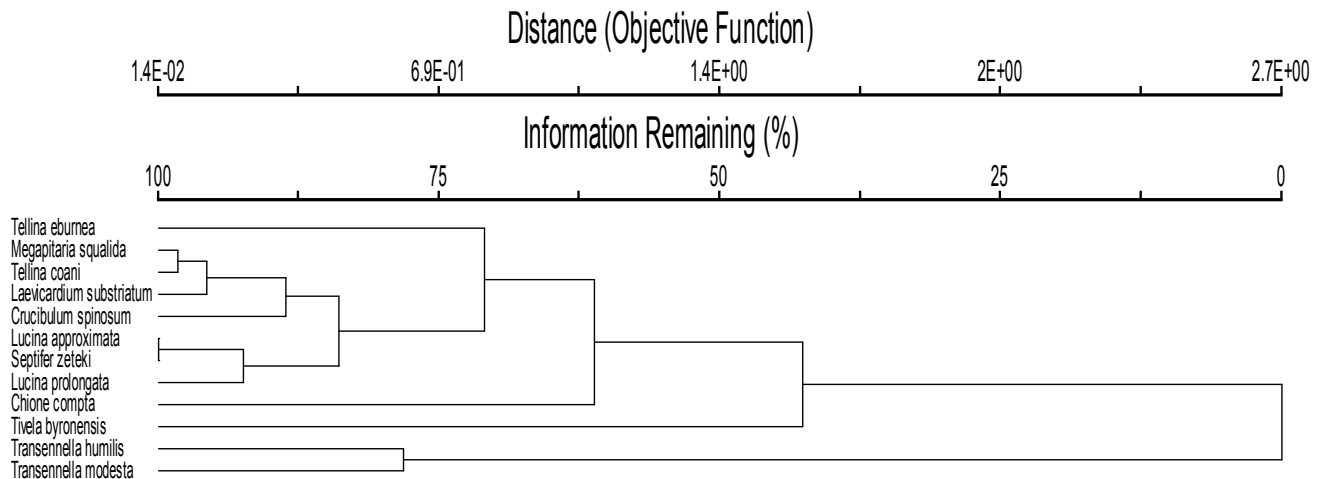 Distance (Objective Function)
1.4E-02 6.9E-01 1.4E+00 2E+00 2.7E+00
Information Remaining (%)
100 75 50 25 0
Tellina eburnea
Megapitaria squalida
Tellina coani
Laevicardium substriatum
Crucibulum spinosum
Lucina approximata
Septifer zeteki
Lucina prolongata
Chione compta
Tivela byronensis
Transennella humilis
Transennella modesta